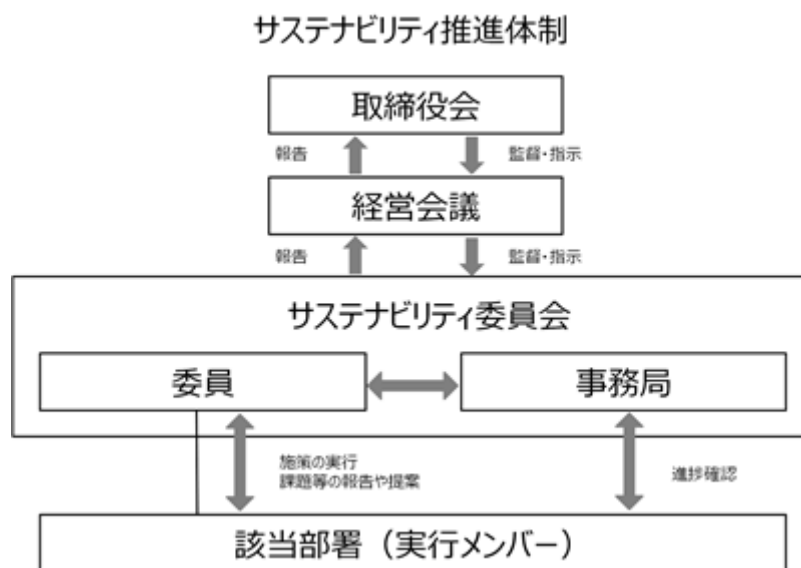 サステナビリティ推進体制
取締役会
報告
監督・指示
経営会議
報告
監督・指示
サステナビリティ委員会
委員
事務局
施策の実行
課題等の報告や提案
進捗確認
該当部署（実行メンバー）